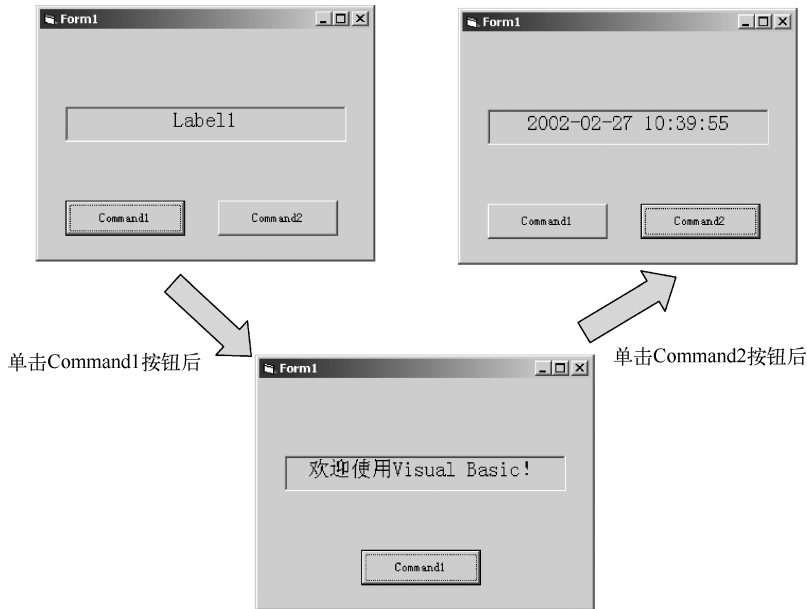 Form1
Label1
Command1
Command2
Form1
2002-02-27 10:39:55
Command1
Command2
单击Command1按钮后
单击Command2按钮后
Form1
欢迎使用Visual Basic!
Command1